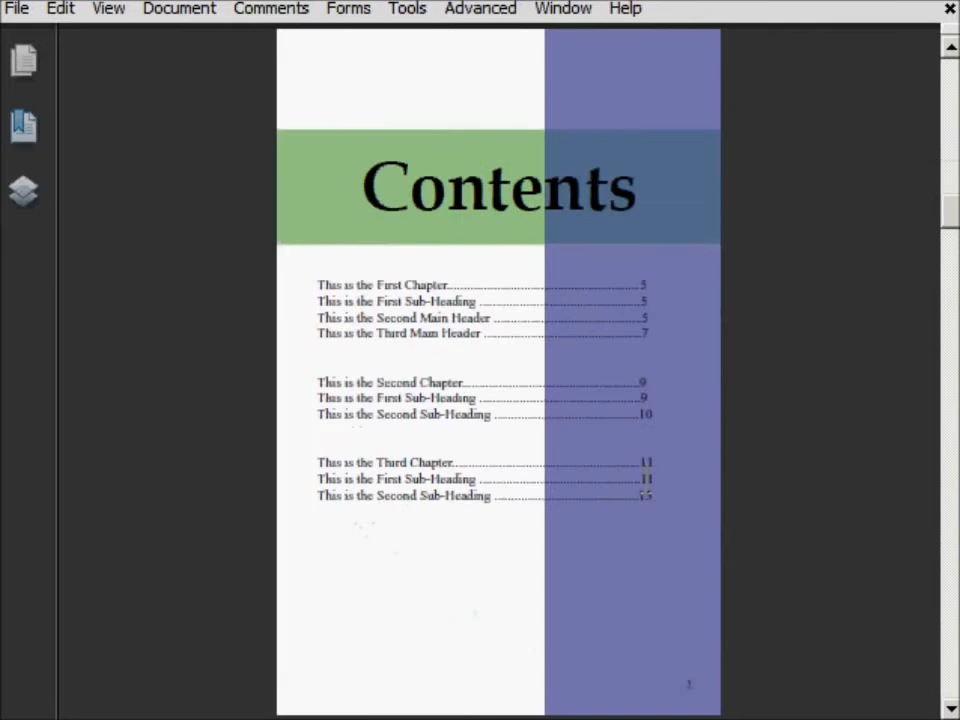 File Edit View Document Comments Forms Tools Advanced Window Help
Contents
This is the First Chapter..............................5
This is the First Sub-Heading ..............................5
This is the Second Main Header ..............................5
This is the Third Main Header ..............................7
This is the Second Chapter..............................9
This is the First Sub-Heading ..............................9
This is the Second Sub-Heading ..............................10
This is the Third Chapter..............................11
This is the First Sub-Heading ..............................11
This is the Second Sub-Heading ..............................